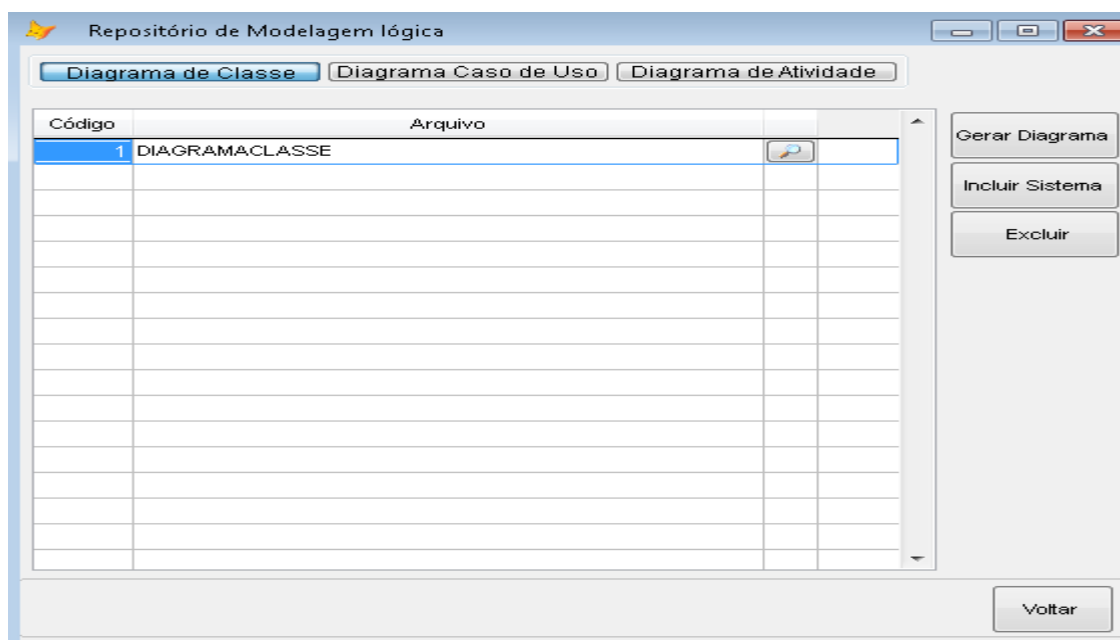 Repositório de Modelagem lógica
Diagrama de Classe Diagrama Caso de Uso Diagrama de Atividade
Código Arquivo
1 DIAGRAMACLASSE
Gerar Diagrama
Incluir Sistema
Excluir
Voltar